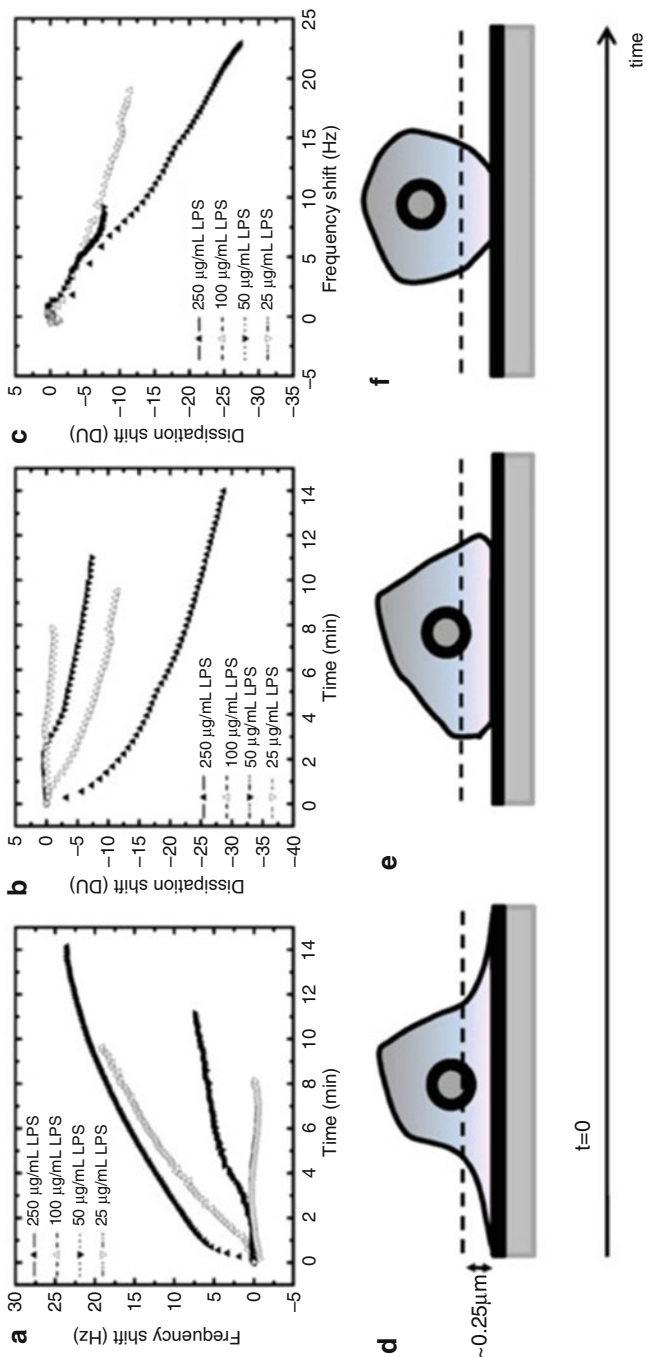 a
Frequency shift (Hz)
30
25
20
15
10
5
0
−5
250 µg/mL LPS
100 µg/mL LPS
50 µg/mL LPS
25 µg/mL LPS
0 2 4 6 8 10 12 14
Time (min)
b
Dissipation shift (DU)
5
0
−5
−10
−15
−20
−25
−30
−35
−40
250 µg/mL LPS
100 µg/mL LPS
50 µg/mL LPS
25 µg/mL LPS
0 2 4 6 8 10 12 14
Time (min)
c
Dissipation shift (DU)
5
0
−5
−10
−15
−20
−25
−30
−35
250 µg/mL LPS
100 µg/mL LPS
50 µg/mL LPS
25 µg/mL LPS
−5 0 5 10 15 20 25
Frequency shift (Hz)
d
~0.25µm
e
f
t=0
time